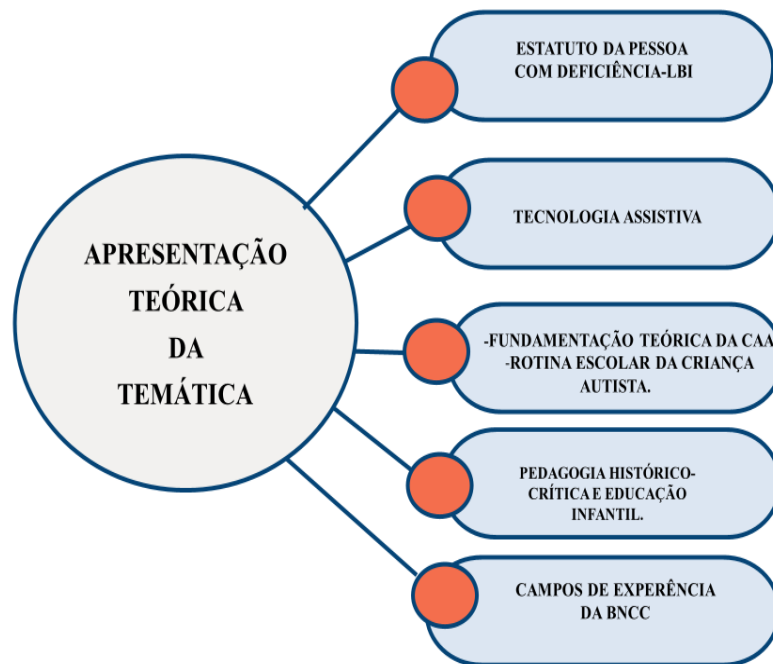 APRESENTAÇÃO
TEÓRICA
DA
TEMÁTICA
ESTATUTO DA PESSOA
COM DEFICIÊNCIA-LBI
TECNOLOGIA ASSISTIVA
-FUNDAMENTAÇÃO TEÓRICA DA CAA
-ROTINA ESCOLAR DA CRIANÇA
AUTISTA.
PEDAGOGIA HISTÓRICO-
CRÍTICA E EDUCAÇÃO
INFANTIL.
CAMPOS DE EXPERÊNCIA
DA BNCC